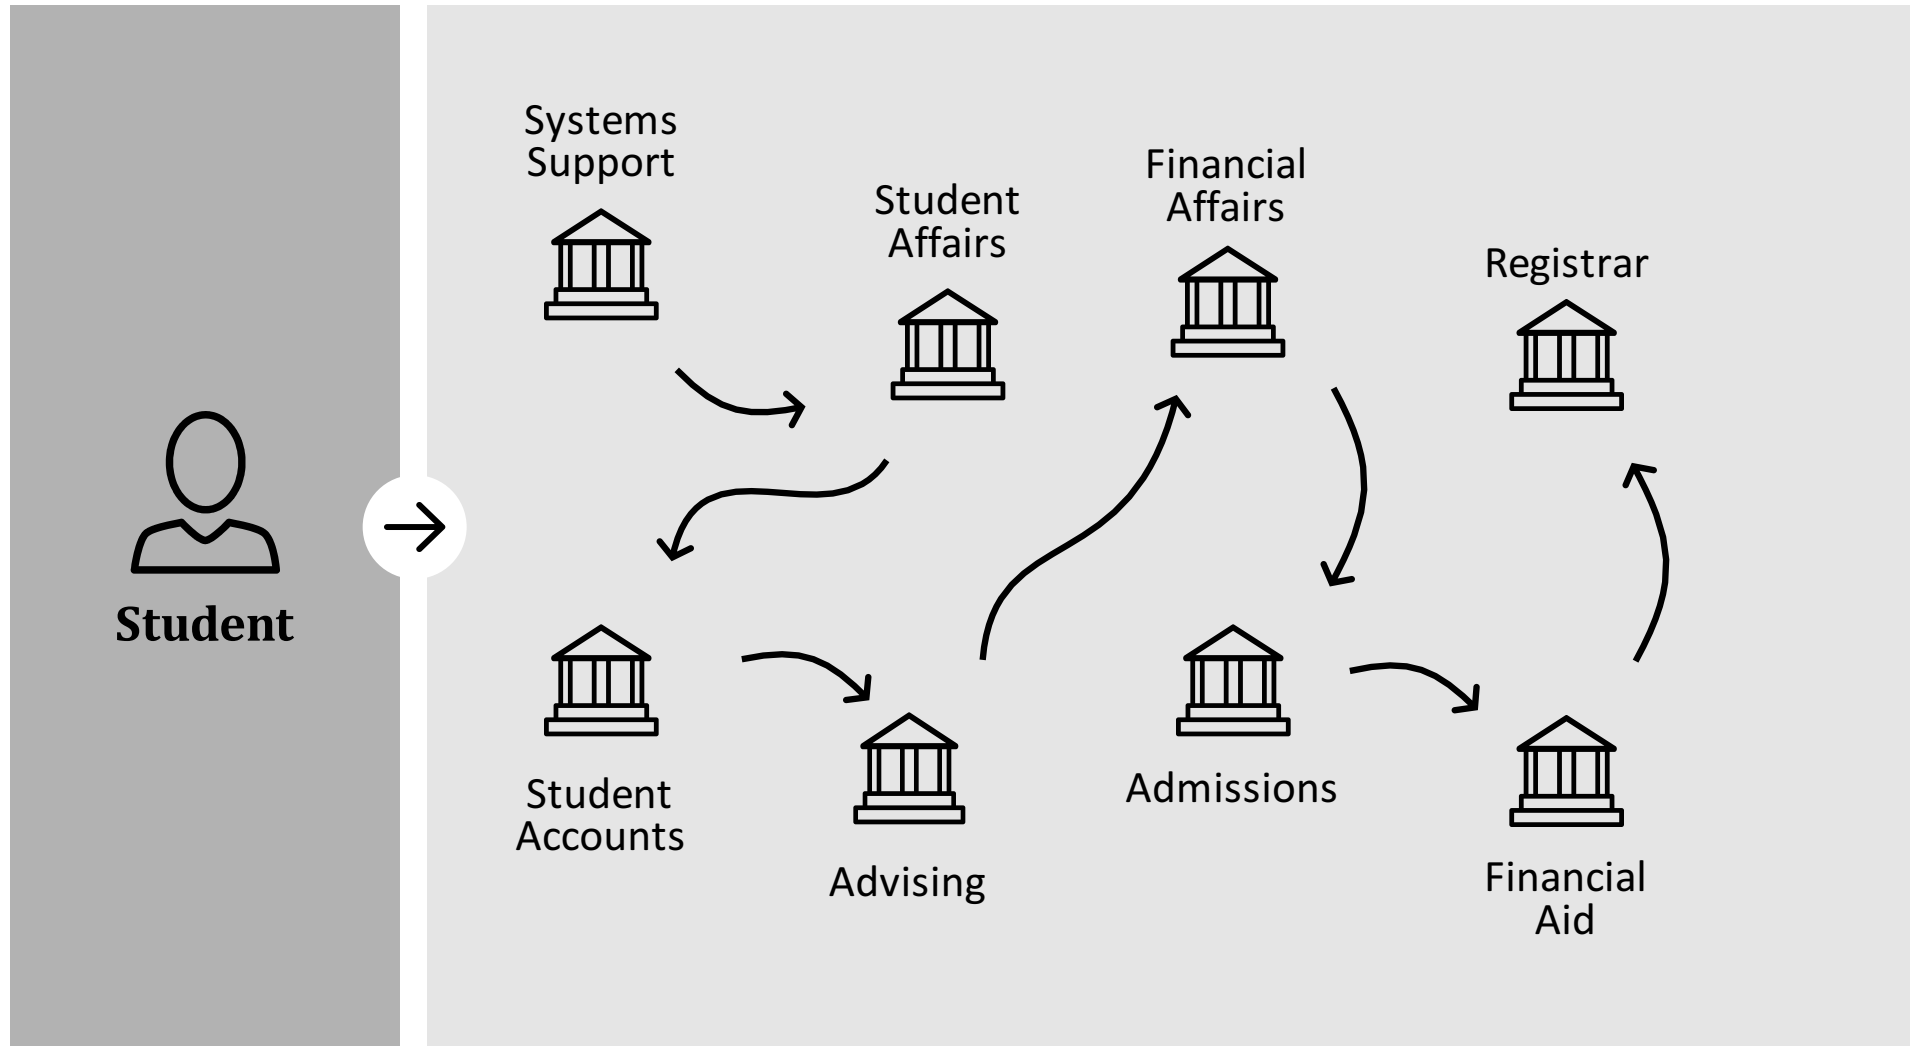 Student
Systems
Support
Student
Affairs
Financial
Affairs
Registrar
Student
Accounts
Advising
Admissions
Financial
Aid